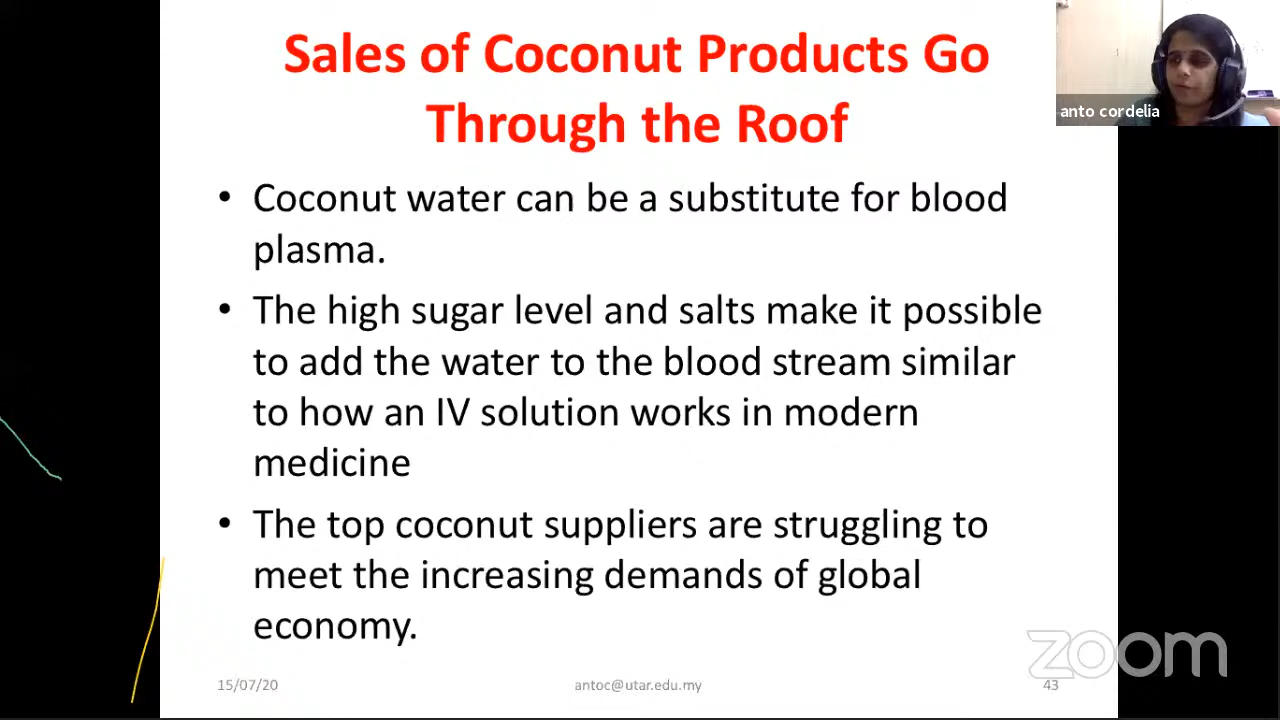 Sales of Coconut Products Go
Through the Roof
anto cordelia
• Coconut water can be a substitute for blood
plasma.
• The high sugar level and salts make it possible
to add the water to the blood stream similar
to how an IV solution works in modern
medicine
• The top coconut suppliers are struggling to
meet the increasing demands of global
economy.
zoom
15/07/20
antoc@utar.edu.my
43